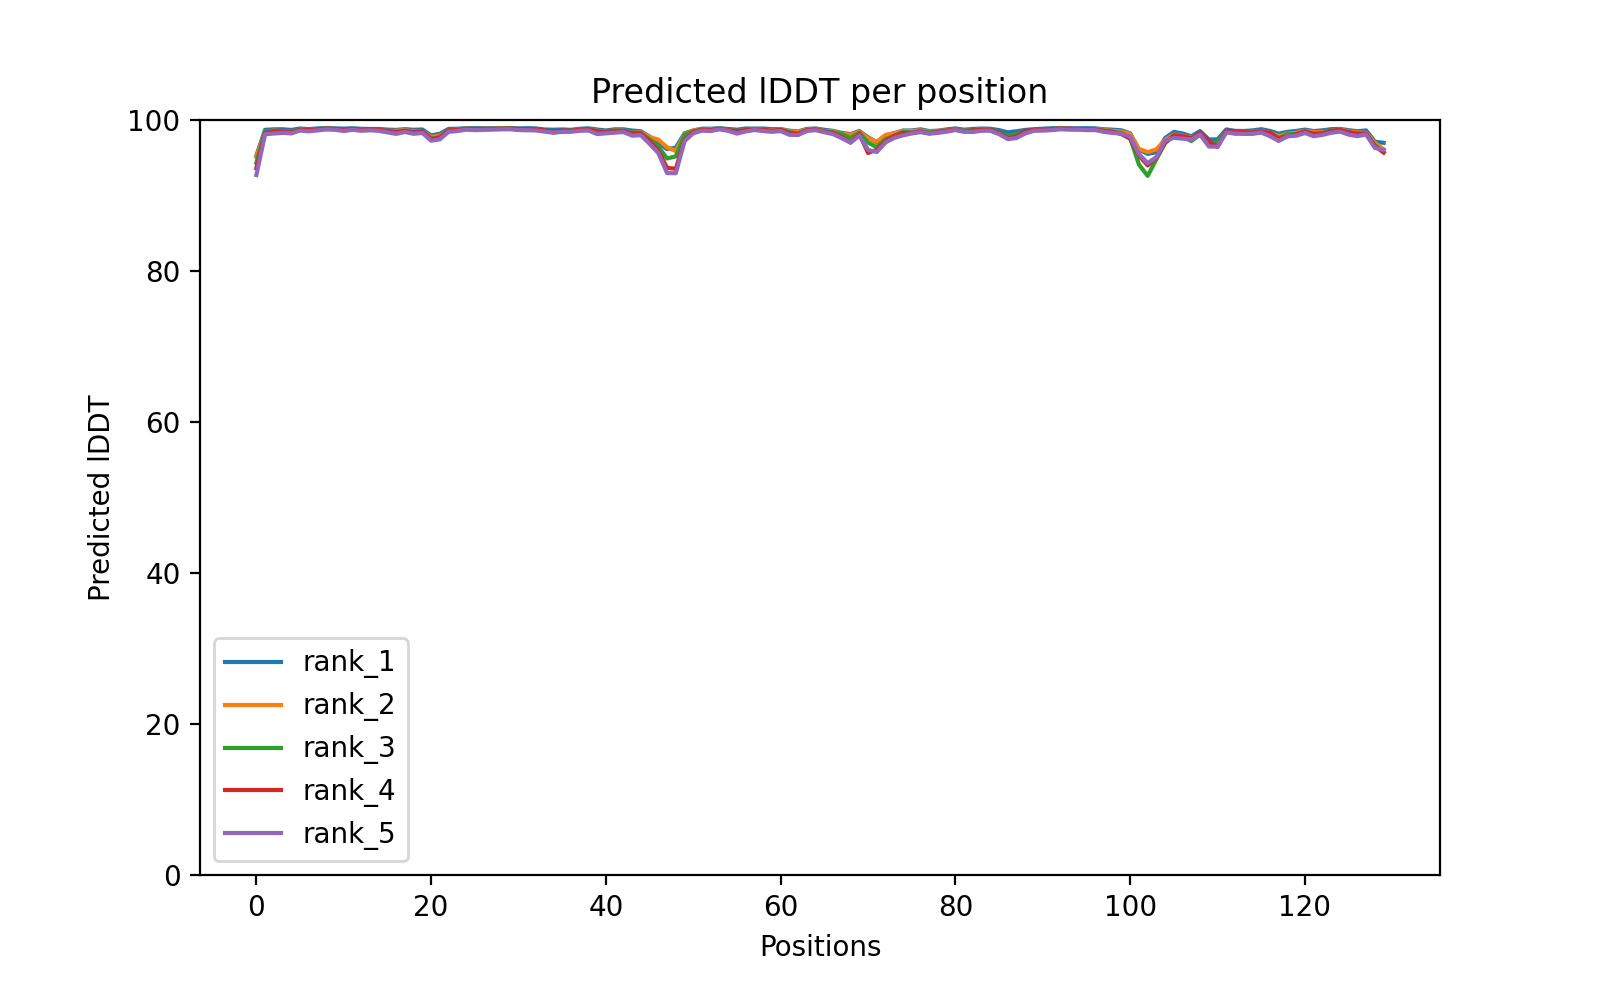 Predicted lDDT per position
100
80
60
40
20
0
Predicted lDDT
rank_1
rank_2
rank_3
rank_4
rank_5
0 20 40 60 80 100 120
Positions